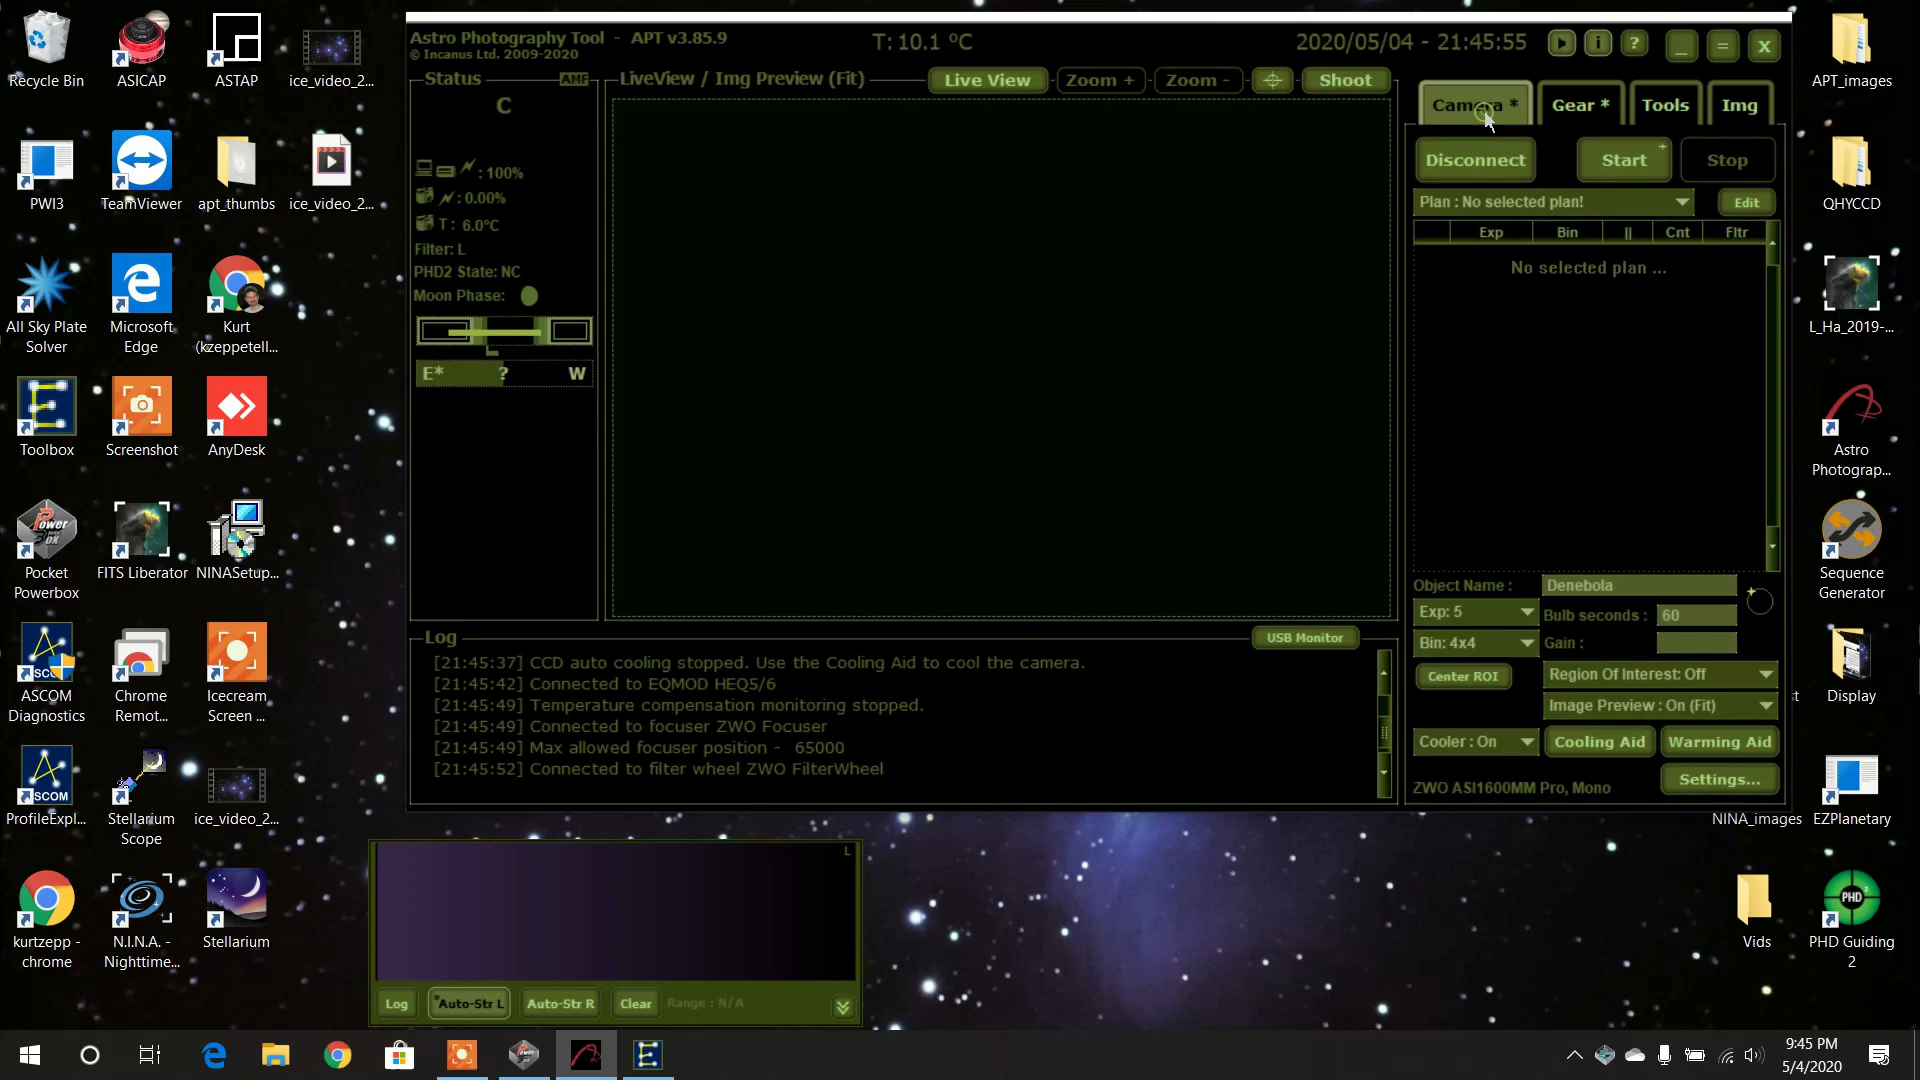 Recycle Bin
ASICAP
ASTAP
ice_video_2...
PWI3
TeamViewer
apt_thumbs
ice_video_2...
All Sky Plate
Solver
Microsoft
Edge
Kurt
(kzeppetell...
Toolbox
Screenshot
AnyDesk
Pocket
Powerbox
FITS Liberator
NINASetup...
ASCOM
Diagnostics
Chrome
Remot...
Icecream
Screen ...
ProfileExpl...
Stellarium
Scope
ice_video_2...
kurtzepp -
chrome
N.I.N.A. -
Nighttime...
Stellarium
Astro Photography Tool - APT v3.85.9
© Incanus Ltd. 2009-2020
T: 10.1 °C
2020/05/04 - 21:45:55
Status
AMF
C
: 100%
: 0.00%
T : 6.0°C
Filter: L
PHD2 State: NC
Moon Phase:
E* ? W
LiveView / Img Preview (Fit)
Live View
Zoom +
Zoom -
Shoot
Log
USB Monitor
[21:45:37] CCD auto cooling stopped. Use the Cooling Aid to cool the camera.
[21:45:42] Connected to EQMOD HEQ5/6
[21:45:49] Temperature compensation monitoring stopped.
[21:45:49] Connected to focuser ZWO Focuser
[21:45:49] Max allowed focuser position - 65000
[21:45:52] Connected to filter wheel ZWO FilterWheel
Camera *
Gear *
Tools
Img
Disconnect
Start
+
Stop
Plan : No selected plan!
Edit
Exp Bin || Cnt Fltr
No selected plan ...
Object Name : Denebola
Exp: 5
Bulb seconds : 60
Bin: 4x4
Gain :
Center ROI
Region Of Interest: Off
Image Preview : On (Fit)
Cooler : On
Cooling Aid
Warming Aid
ZWO ASI1600MM Pro, Mono
Settings...
L
Log
*Auto-Str L
Auto-Str R
Clear
Range : N/A
APT_images
QHYCCD
L_Ha_2019-...
Astro
Photograp...
Sequence
Generator
Display
NINA_images
EZPlanetary
Vids
PHD Guiding
2
9:45 PM
5/4/2020